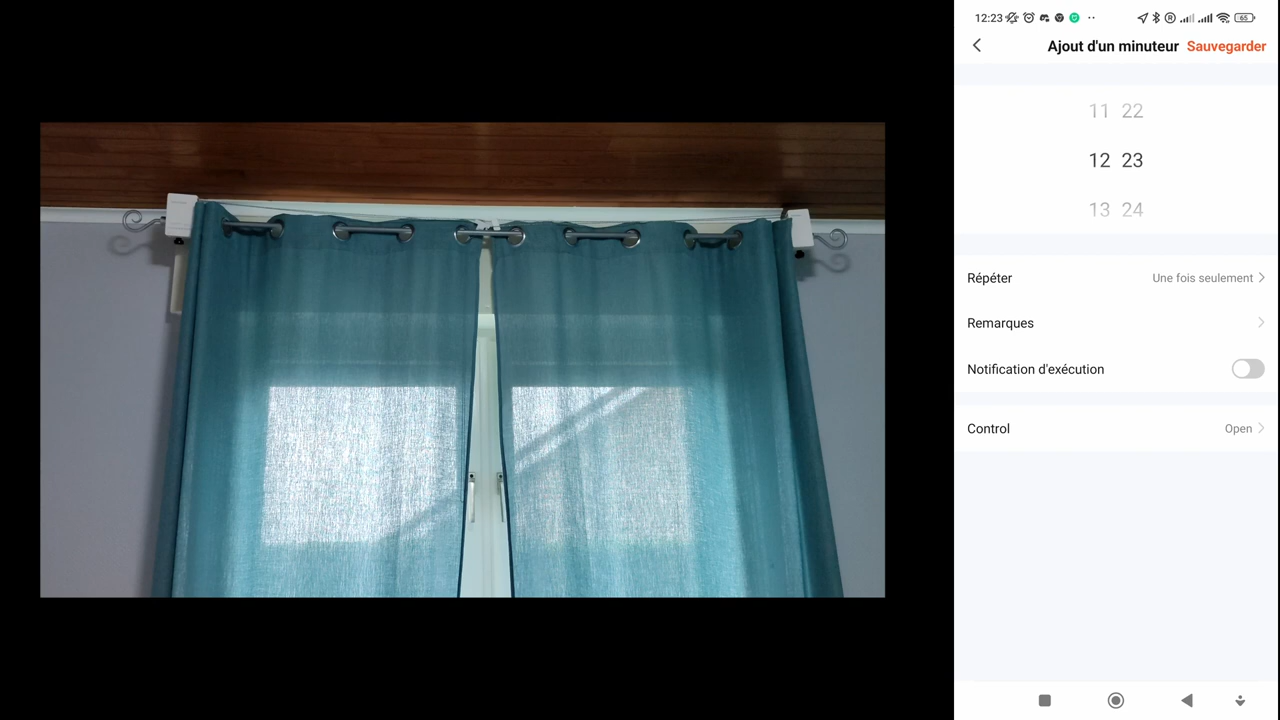 12:23
65
Ajout d'un minuteur Sauvegarder
11 22
12 23
13 24
Répéter Une fois seulement
Remarques
Notification d'exécution
Control Open